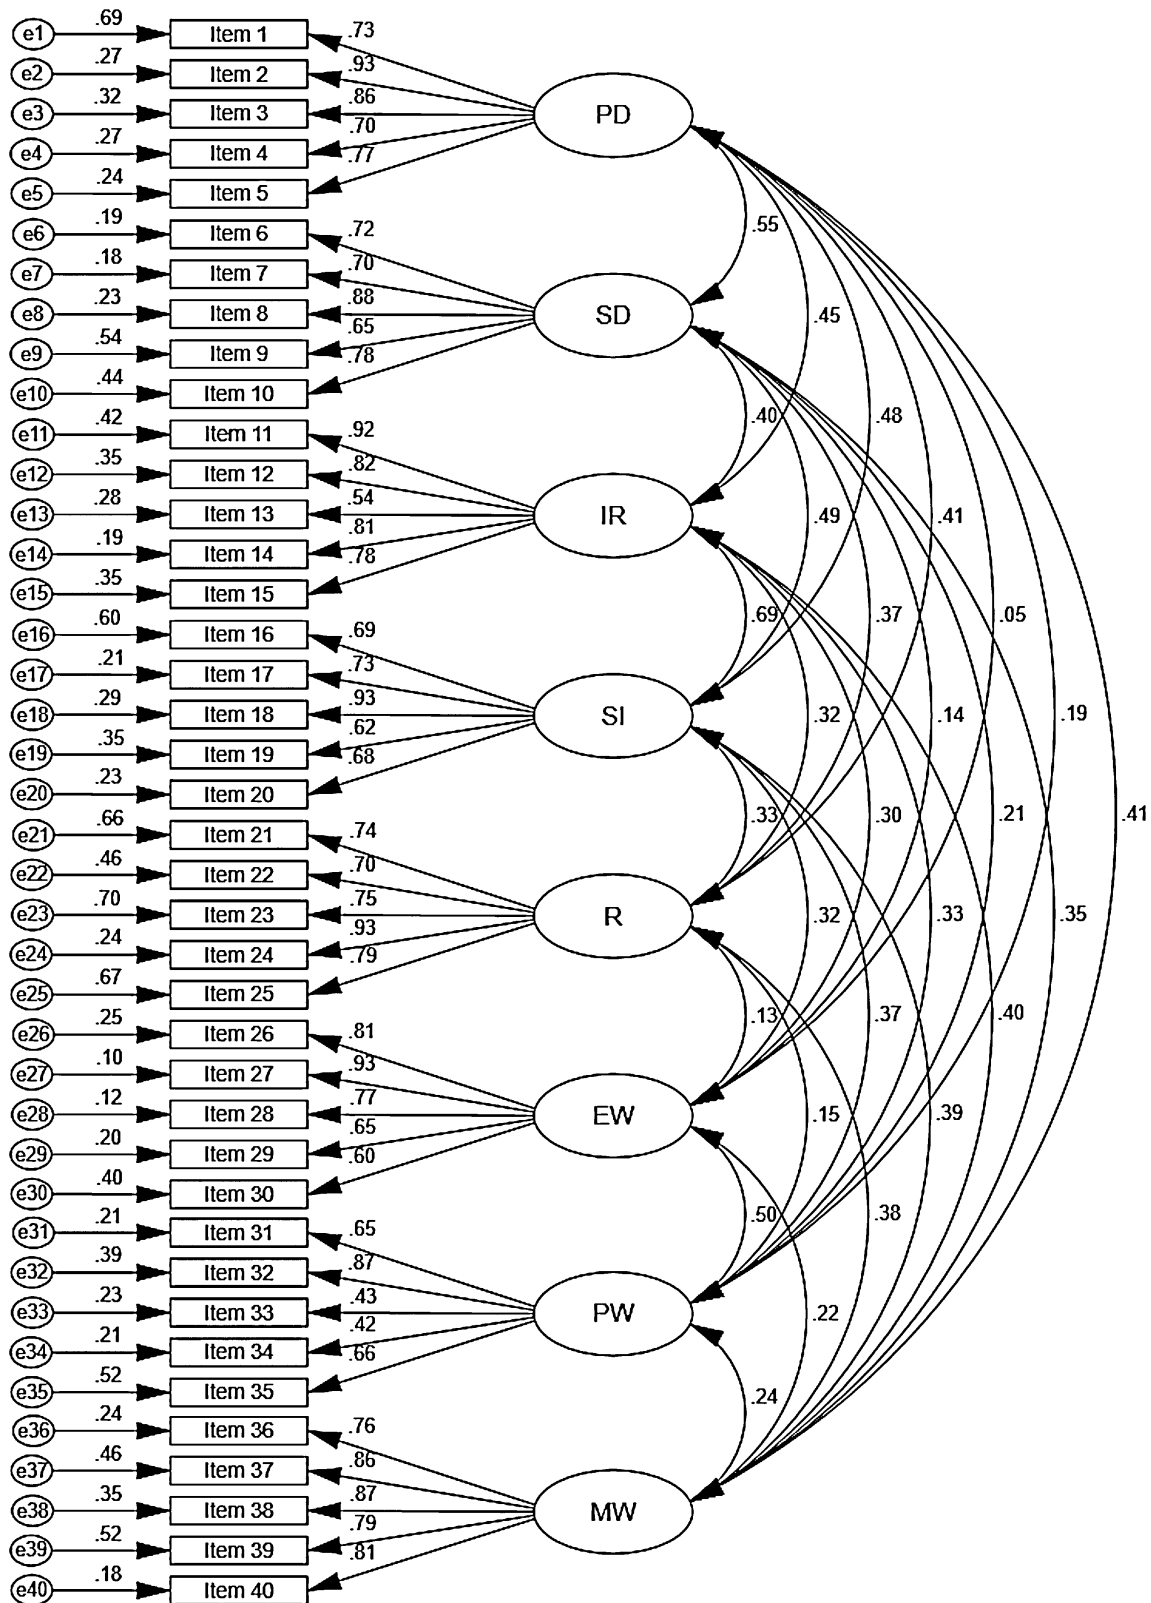 e1 .69 Item 1 .73
e2 .27 Item 2 .93
e3 .32 Item 3 .86 PD
e4 .27 Item 4 .70
e5 .24 Item 5 .77
e6 .19 Item 6 .72 .55
e7 .18 Item 7 .70
e8 .23 Item 8 .88 SD .45
e9 .54 Item 9 .65
e10 .44 Item 10 .78
e11 .42 Item 11 .92 .40 .48
e12 .35 Item 12 .82
e13 .28 Item 13 .54 IR .49 .41
e14 .19 Item 14 .81
e15 .35 Item 15 .78
e16 .60 Item 16 .69 .69 .37 .05
e17 .21 Item 17 .73
e18 .29 Item 18 .93 SI .32 .14 .19
e19 .35 Item 19 .62
e20 .23 Item 20 .68
e21 .66 Item 21 .74 .33 .30 .21 .41
e22 .46 Item 22 .70
e23 .70 Item 23 .75 R .32 .33 .35
e24 .24 Item 24 .93
e25 .67 Item 25 .79
e26 .25 Item 26 .81 .13 .37 .40
e27 .10 Item 27 .93
e28 .12 Item 28 .77 EW .15 .39
e29 .20 Item 29 .65
e30 .40 Item 30 .60
e31 .21 Item 31 .65 .50 .38
e32 .39 Item 32 .87
e33 .23 Item 33 .43 PW .22
e34 .21 Item 34 .42
e35 .52 Item 35 .66 .24
e36 .24 Item 36 .76
e37 .46 Item 37 .86
e38 .35 Item 38 .87 MW
e39 .52 Item 39 .79
e40 .18 Item 40 .81